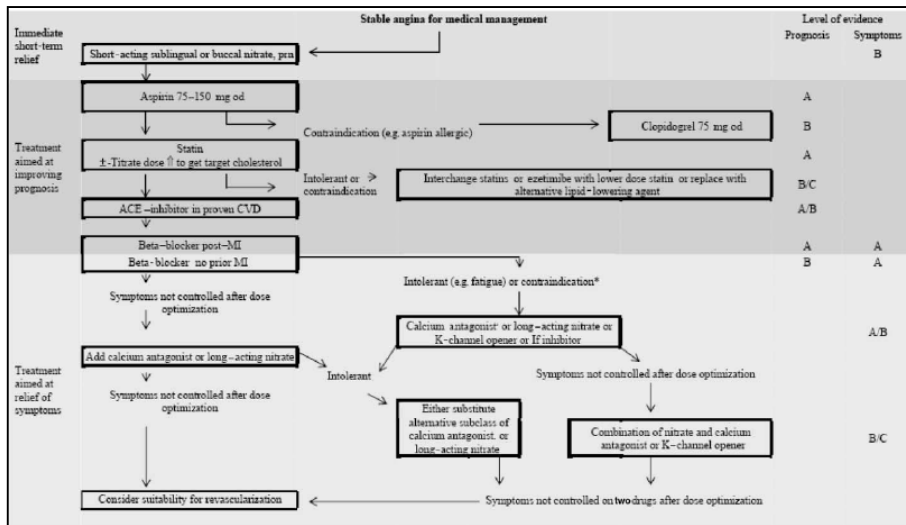 Stable angina for medical management
Level of evidence
Prognosis Symptoms
Immediate
short-term
relief
Short-acting sublingual or buccal nitrate, prn
B
Aspirin 75–150 mg od
A
Contraindication (e.g. aspirin allergic)
Clopidogrel 75 mg od
B
Treatment
aimed at
improving
prognosis
Statin
±-Titrate dose ⇑ to get target cholesterol
A
Intolerant or
contraindication
Interchange statins or ezetimibe with lower dose statin or replace with
alternative lipid-lowering agent
B/C
ACE-inhibitor in proven CVD
A/B
Beta-blocker post-MI
A A
Beta-blocker no prior MI
B A
Intolerant (e.g. fatigue) or contraindication*
Symptoms not controlled after dose
optimization
Calcium antagonist or long-acting nitrate or
K-channel opener or If inhibitor
A/B
Add calcium antagonist or long-acting nitrate
Intolerant
Symptoms not controlled after dose optimization
Treatment
aimed at
relief of
symptoms
Symptoms not controlled after dose
optimization
Either substitute
alternative subclass of
calcium antagonist. or
long-acting nitrate
Combination of nitrate and calcium
antagonist or K-channel opener
B/C
Consider suitability for revascularization
Symptoms not controlled on two drugs after dose optimization